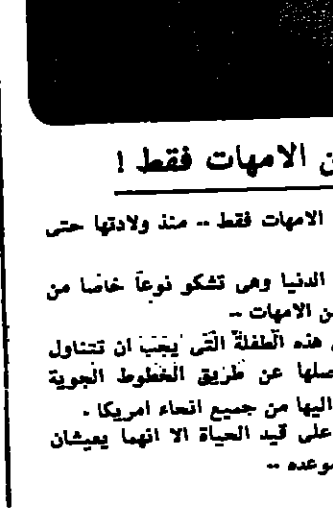 ن الامهات فقط !
الامهات فقط .. منذ ولادتها حتى
الدنيا وهى تشكو نوعاً خاصا من
ن الامهات ..
هذه الطفلة التى يجب ان تتناول
صلها عن طريق الخطوط الجوية
اليها من جميع انحاء امريكا .
على قيد الحياة الا انهما يعيشان
وعده ..